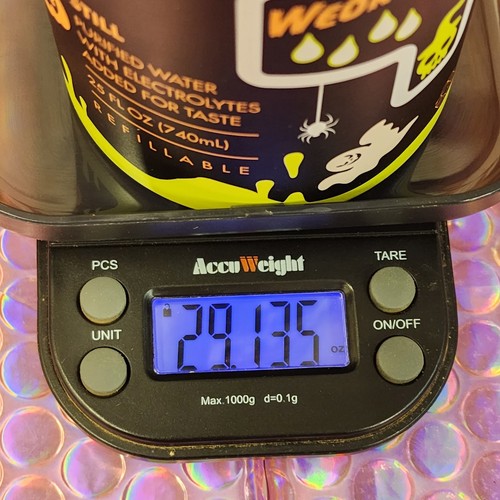 STILL
PURIFIED WATER
WITH ELECTROLYTES
ADDED FOR TASTE
25 FL OZ (740mL)
REFILLABLE
AccuWeight
PCS
TARE
UNIT
ON/OFF
29.135 oz
Max.1000g d=0.1g